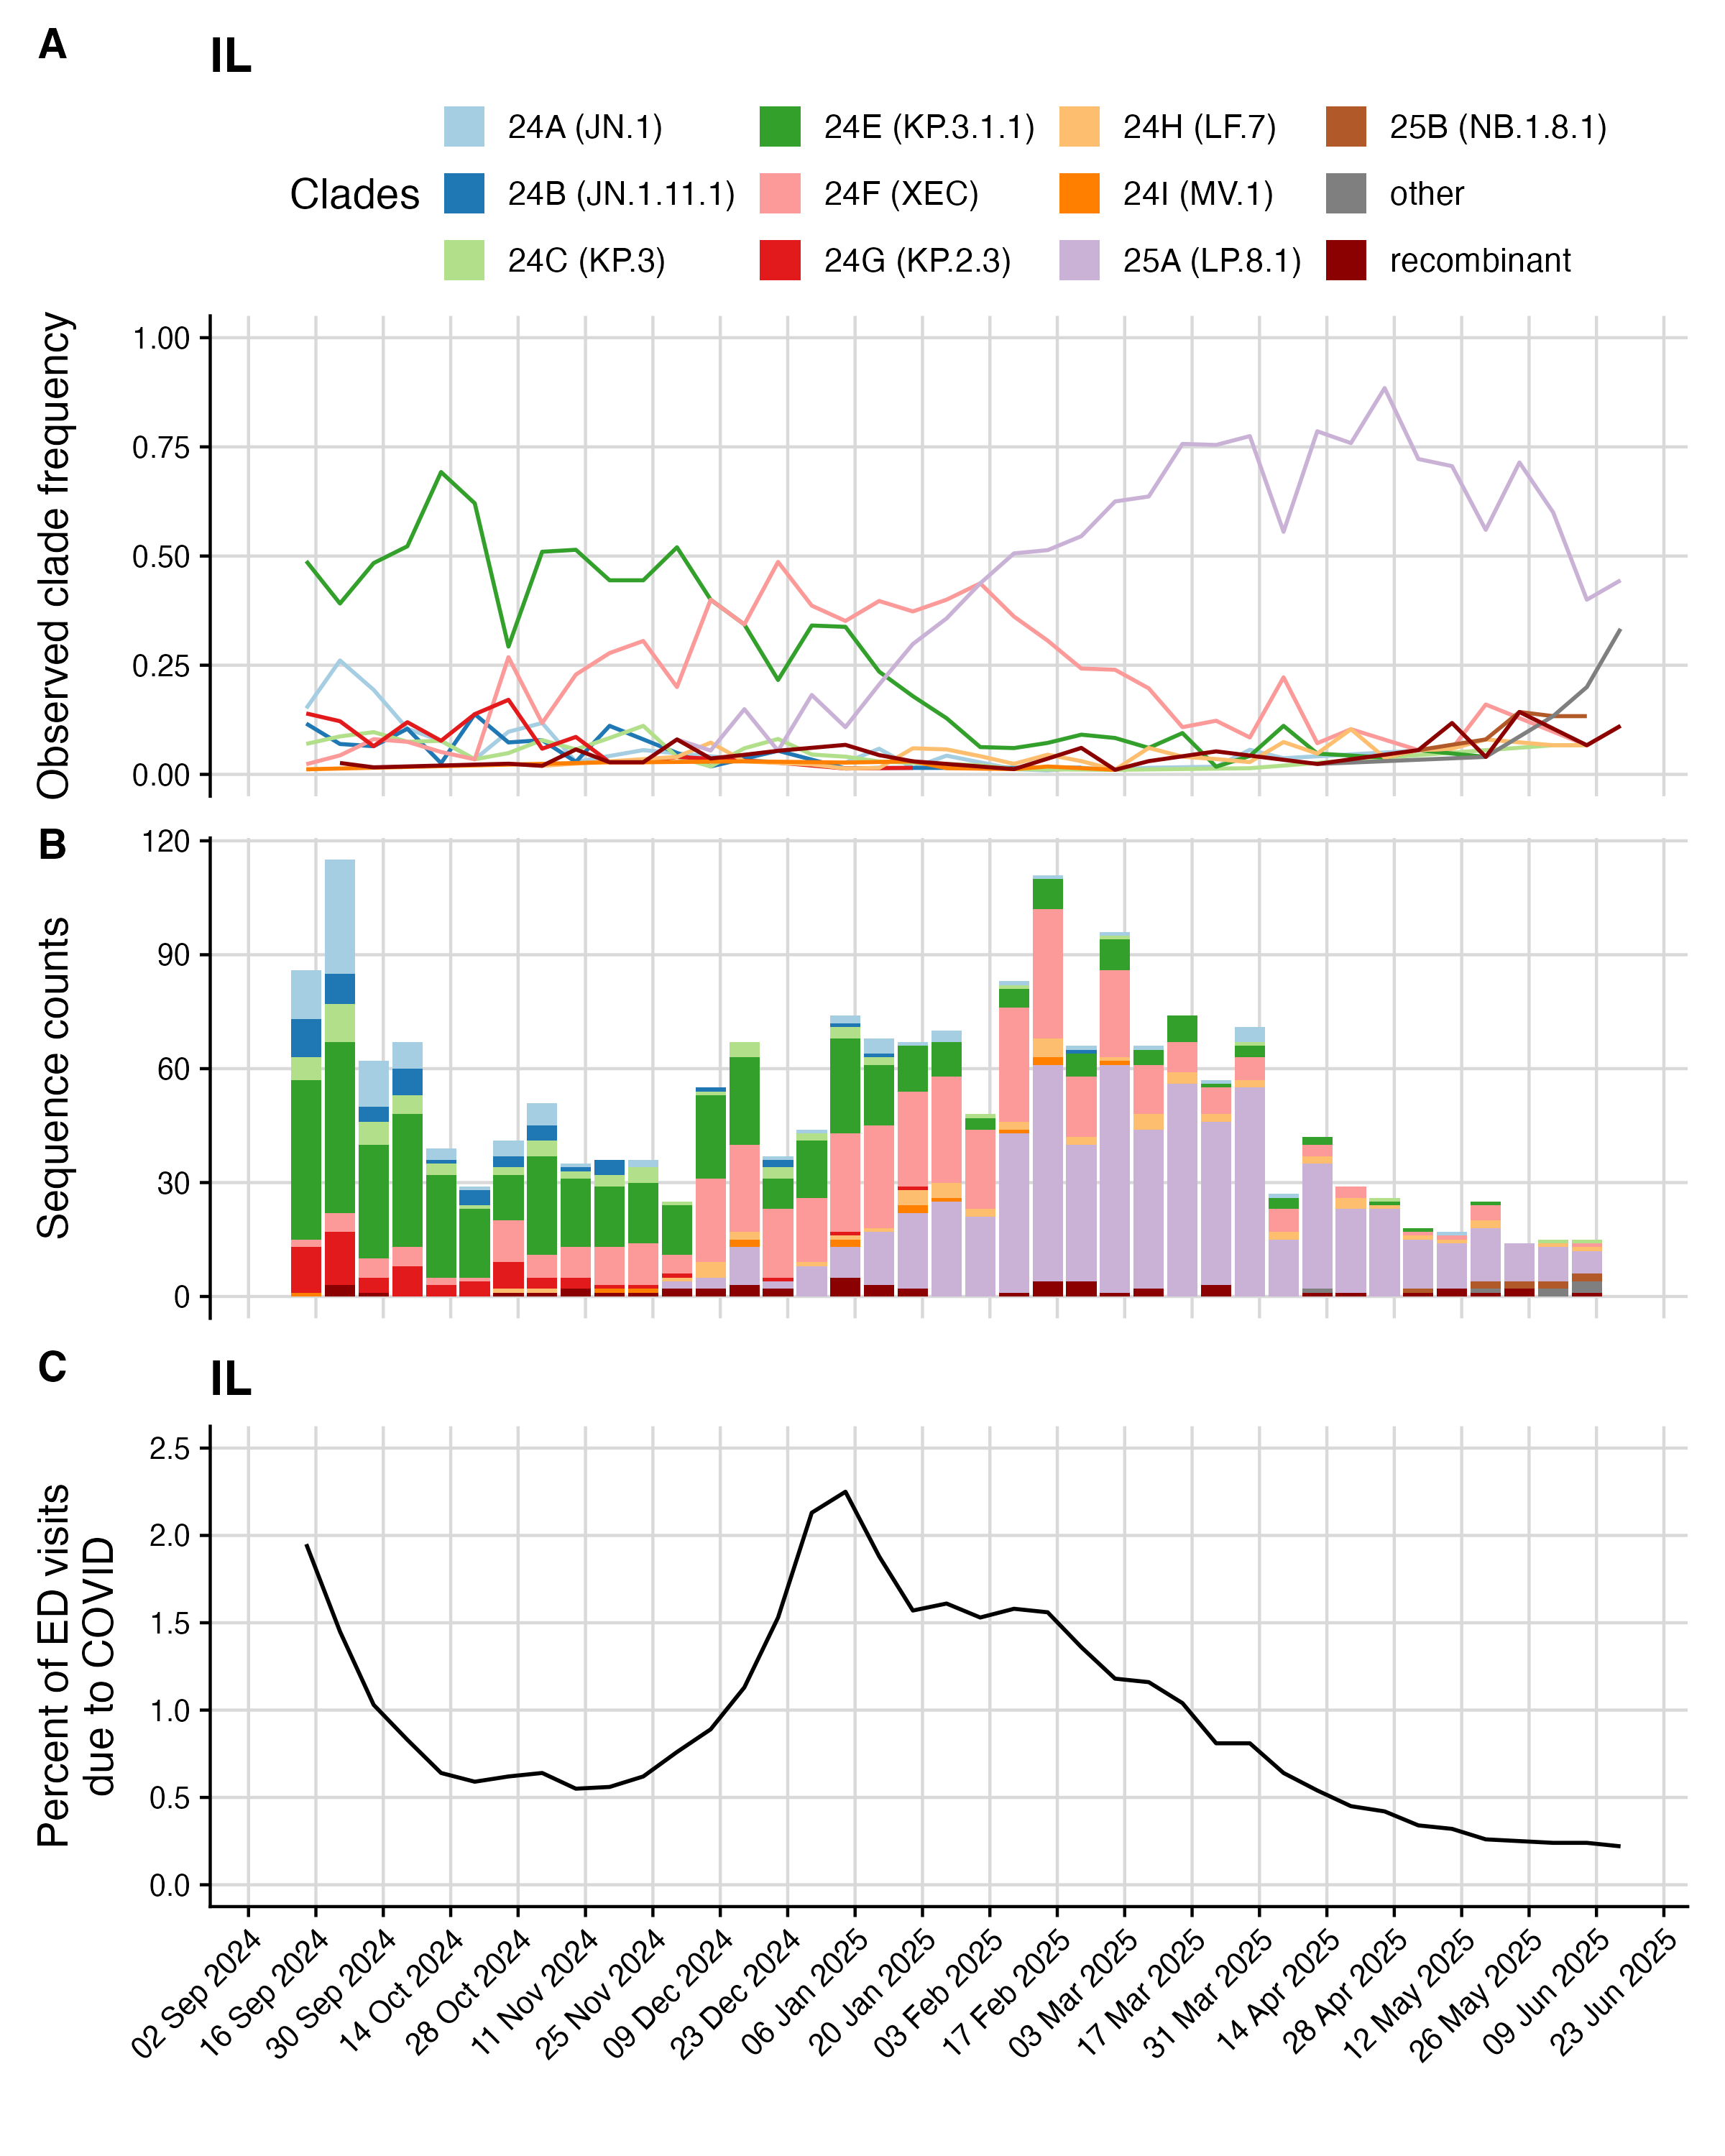 A
IL
Clades
24A (JN.1)
24E (KP.3.1.1)
24H (LF.7)
25B (NB.1.8.1)
24B (JN.1.11.1)
24F (XEC)
24I (MV.1)
other
24C (KP.3)
24G (KP.2.3)
25A (LP.8.1)
recombinant
Observed clade frequency
1.00
0.75
0.50
0.25
0.00
B
Sequence counts
120
90
60
30
0
C
IL
Percent of ED visits
due to COVID
2.5
2.0
1.5
1.0
0.5
0.0
02 Sep 2024
16 Sep 2024
30 Sep 2024
14 Oct 2024
28 Oct 2024
11 Nov 2024
25 Nov 2024
09 Dec 2024
23 Dec 2024
06 Jan 2025
20 Jan 2025
03 Feb 2025
17 Feb 2025
03 Mar 2025
17 Mar 2025
31 Mar 2025
14 Apr 2025
28 Apr 2025
12 May 2025
26 May 2025
09 Jun 2025
23 Jun 2025